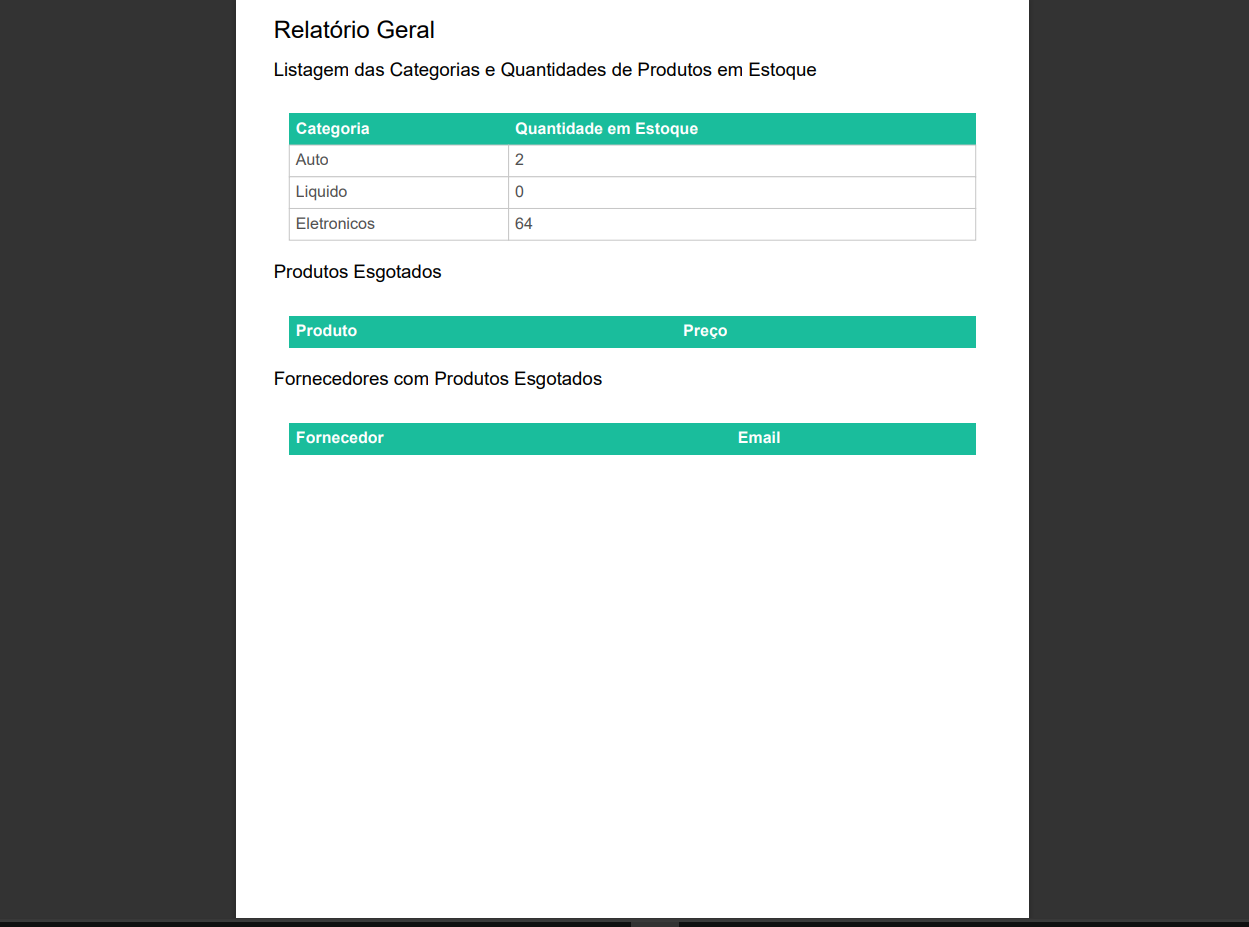 Relatório Geral
Listagem das Categorias e Quantidades de Produtos em Estoque
Categoria Quantidade em Estoque
Auto 2
Liquido 0
Eletronicos 64
Produtos Esgotados
Produto Preço
Fornecedores com Produtos Esgotados
Fornecedor Email